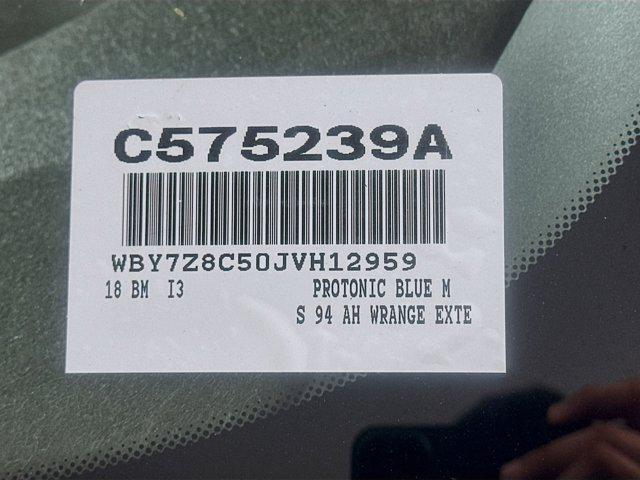 C575239A
WBY7Z8C50JVH12959
18 BM I3 PROTONIC BLUE M
S 94 AH WRANGE EXTE